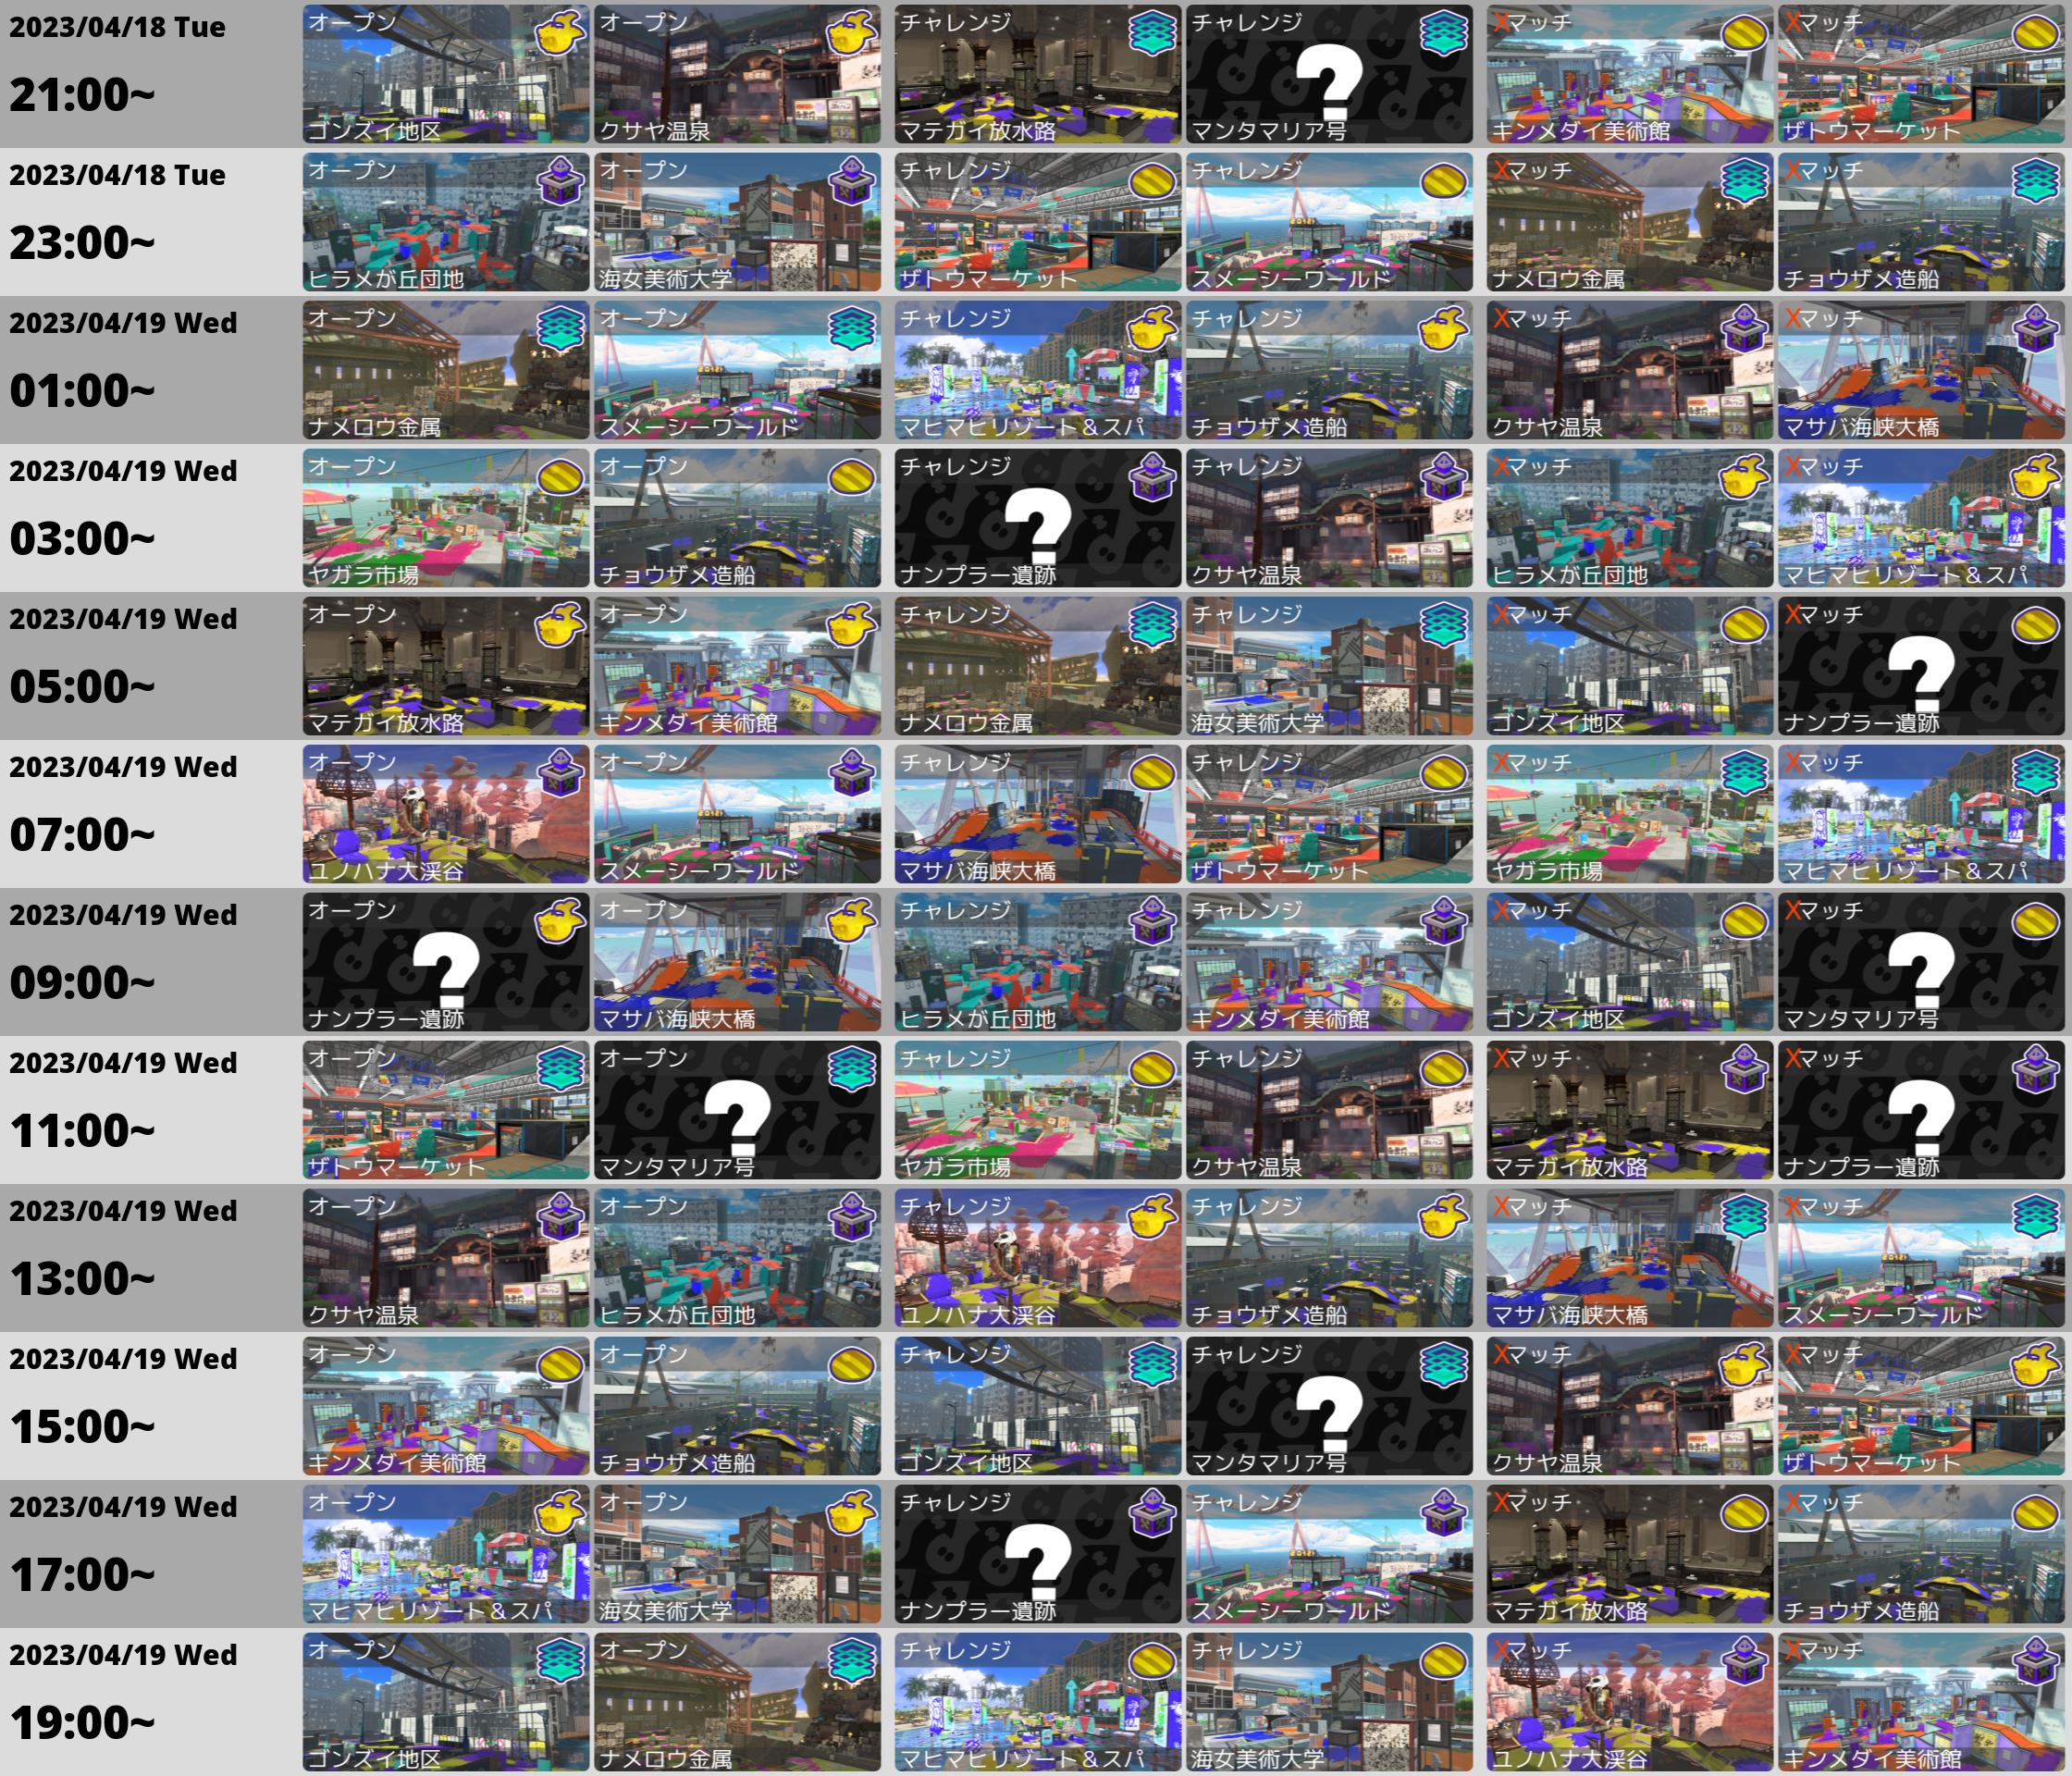 2023/04/18 Tue
21:00~
オープン オープン チャレンジ チャレンジ Xマッチ Xマッチ
ゴンズイ地区 クサヤ温泉 マテガイ放水路 マンタマリア号 キンメダイ美術館 ザトウマーケット
2023/04/18 Tue
23:00~
オープン オープン チャレンジ チャレンジ Xマッチ Xマッチ
ヒラメが丘団地 海女美術大学 ザトウマーケット スメーシーワールド ナメロウ金属 チョウザメ造船
2023/04/19 Wed
01:00~
オープン オープン チャレンジ チャレンジ Xマッチ Xマッチ
ナメロウ金属 スメーシーワールド マヒマヒリゾート＆スパ チョウザメ造船 クサヤ温泉 マサバ海峡大橋
2023/04/19 Wed
03:00~
オープン オープン チャレンジ チャレンジ Xマッチ Xマッチ
ヤガラ市場 チョウザメ造船 ナンプラー遺跡 クサヤ温泉 ヒラメが丘団地 マヒマヒリゾート＆スパ
2023/04/19 Wed
05:00~
オープン オープン チャレンジ チャレンジ Xマッチ Xマッチ
マテガイ放水路 キンメダイ美術館 ナメロウ金属 海女美術大学 ゴンズイ地区 ナンプラー遺跡
2023/04/19 Wed
07:00~
オープン オープン チャレンジ チャレンジ Xマッチ Xマッチ
ユノハナ大渓谷 スメーシーワールド マサバ海峡大橋 ザトウマーケット ヤガラ市場 マヒマヒリゾート＆スパ
2023/04/19 Wed
09:00~
オープン オープン チャレンジ チャレンジ Xマッチ Xマッチ
ナンプラー遺跡 マサバ海峡大橋 ヒラメが丘団地 キンメダイ美術館 ゴンズイ地区 マンタマリア号
2023/04/19 Wed
11:00~
オープン オープン チャレンジ チャレンジ Xマッチ Xマッチ
ザトウマーケット マンタマリア号 ヤガラ市場 クサヤ温泉 マテガイ放水路 ナンプラー遺跡
2023/04/19 Wed
13:00~
オープン オープン チャレンジ チャレンジ Xマッチ Xマッチ
クサヤ温泉 ヒラメが丘団地 ユノハナ大渓谷 チョウザメ造船 マサバ海峡大橋 スメーシーワールド
2023/04/19 Wed
15:00~
オープン オープン チャレンジ チャレンジ Xマッチ Xマッチ
キンメダイ美術館 チョウザメ造船 ゴンズイ地区 マンタマリア号 クサヤ温泉 ザトウマーケット
2023/04/19 Wed
17:00~
オープン オープン チャレンジ チャレンジ Xマッチ Xマッチ
マヒマヒリゾート＆スパ 海女美術大学 ナンプラー遺跡 スメーシーワールド マテガイ放水路 チョウザメ造船
2023/04/19 Wed
19:00~
オープン オープン チャレンジ チャレンジ Xマッチ Xマッチ
ゴンズイ地区 ナメロウ金属 マヒマヒリゾート＆スパ 海女美術大学 ユノハナ大渓谷 キンメダイ美術館